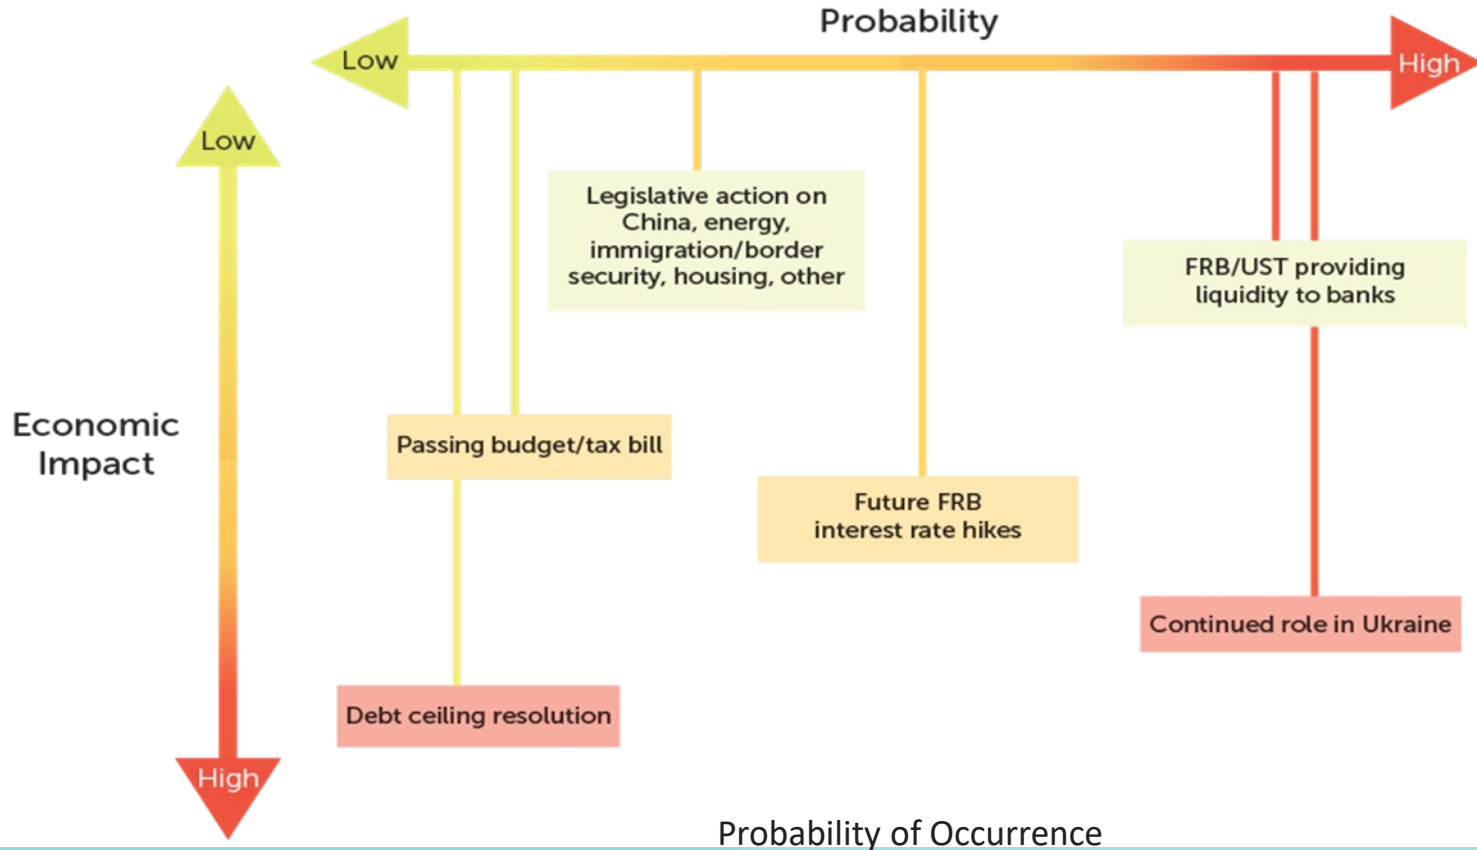 Probability
Low
High
Low
Legislative action on
China, energy,
immigration/border
security, housing, other
FRB/UST providing
liquidity to banks
Economic
Impact
Passing budget/tax bill
Future FRB
interest rate hikes
Continued role in Ukraine
Debt ceiling resolution
High
Probability of Occurrence